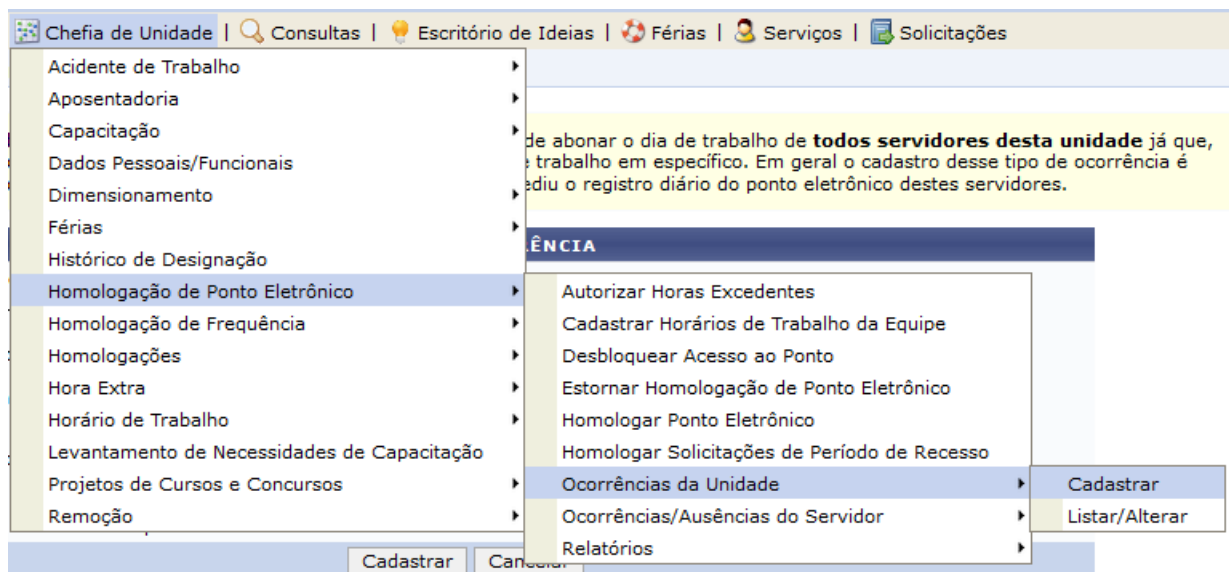 Chefia de Unidade | Consultas | Escritório de Ideias | Férias | Serviços | Solicitações
Acidente de Trabalho
Aposentadoria
Capacitação
Dados Pessoais/Funcionais
Dimensionamento
Férias
Histórico de Designação
Homologação de Ponto Eletrônico
Homologação de Frequência
Homologações
Hora Extra
Horário de Trabalho
Levantamento de Necessidades de Capacitação
Projetos de Cursos e Concursos
Remoção
de abonar o dia de trabalho de todos servidores desta unidade já que,
trabalho em específico. Em geral o cadastro desse tipo de ocorrência é
o registro diário do ponto eletrônico destes servidores.
Autorizar Horas Excedentes
Cadastrar Horários de Trabalho da Equipe
Desbloquear Acesso ao Ponto
Estornar Homologação de Ponto Eletrônico
Homologar Ponto Eletrônico
Homologar Solicitações de Período de Recesso
Ocorrências da Unidade
Ocorrências/Ausências do Servidor
Relatórios
Cadastrar
Listar/Alterar
Cadastrar